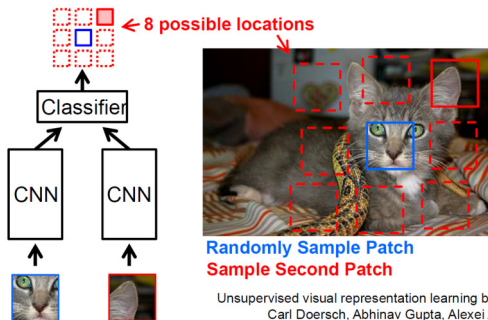 8 possible locations
Classifier
CNN
CNN
Randomly Sample Patch
Sample Second Patch
Unsupervised visual representation learning b
Carl Doersch, Abhinav Gupta, Alexei